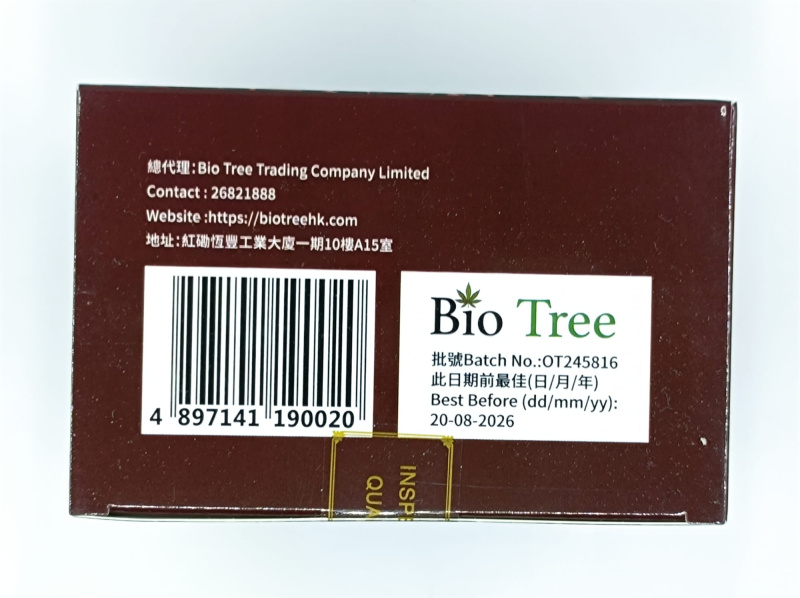 總代理:Bio Tree Trading Company Limited
Contact : 26821888
Website :https://biotreehk.com
地址:紅磡恆豐工業大廈一期10樓A15室
4 897141 190020
Bio Tree
批號Batch No.:OT245816
此日期前最佳(日/月/年)
Best Before (dd/mm/yy):
20-08-2026